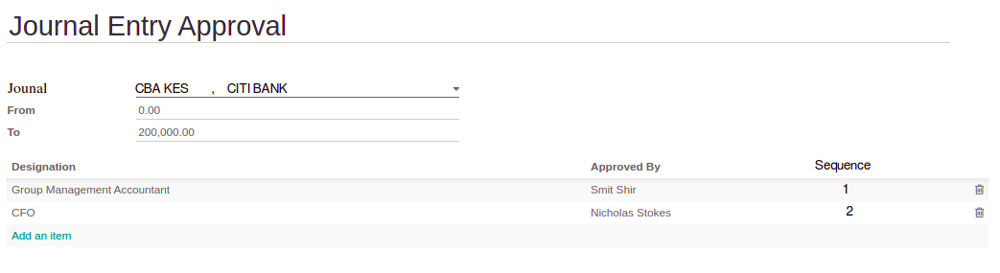 Journal Entry Approval
Jounal CBA KES , CITI BANK
From 0.00
To 200,000.00
Designation Approved By Sequence
Group Management Accountant Smit Shir 1
CFO Nicholas Stokes 2
Add an item